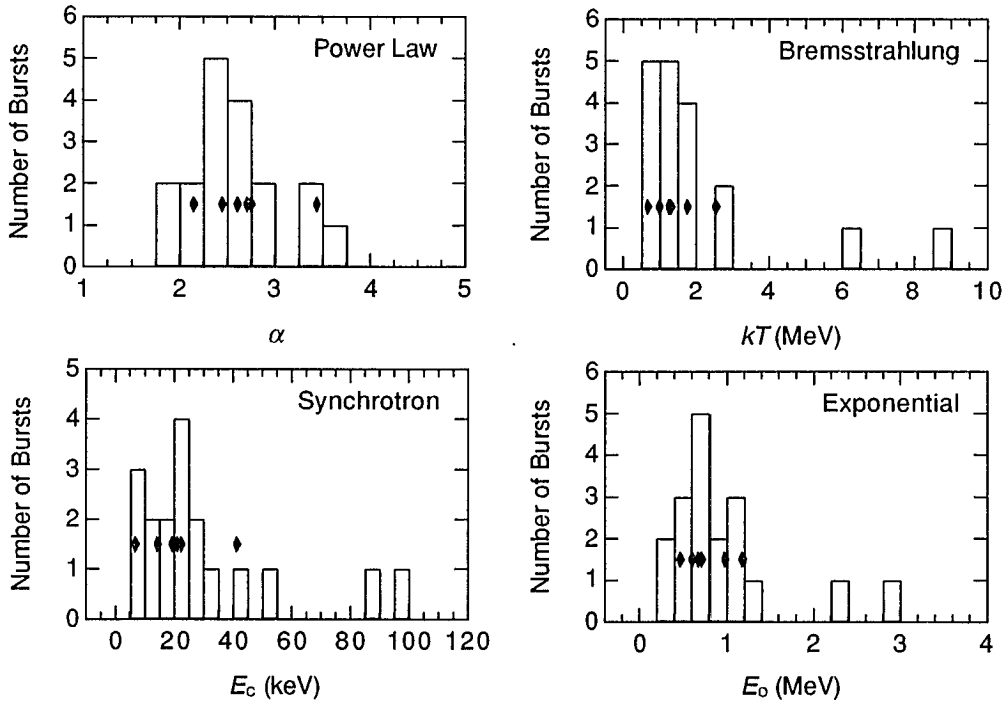 Power Law
Number of Bursts
6
5
4
3
2
1
0
1 2 3 4 5
α
Bremsstrahlung
Number of Bursts
6
5
4
3
2
1
0
0 2 4 6 8 10
kT (MeV)
Synchrotron
Number of Bursts
5
4
3
2
1
0
0 20 40 60 80 100 120
E_c (keV)
Exponential
Number of Bursts
6
5
4
3
2
1
0
0 1 2 3 4
E_o (MeV)